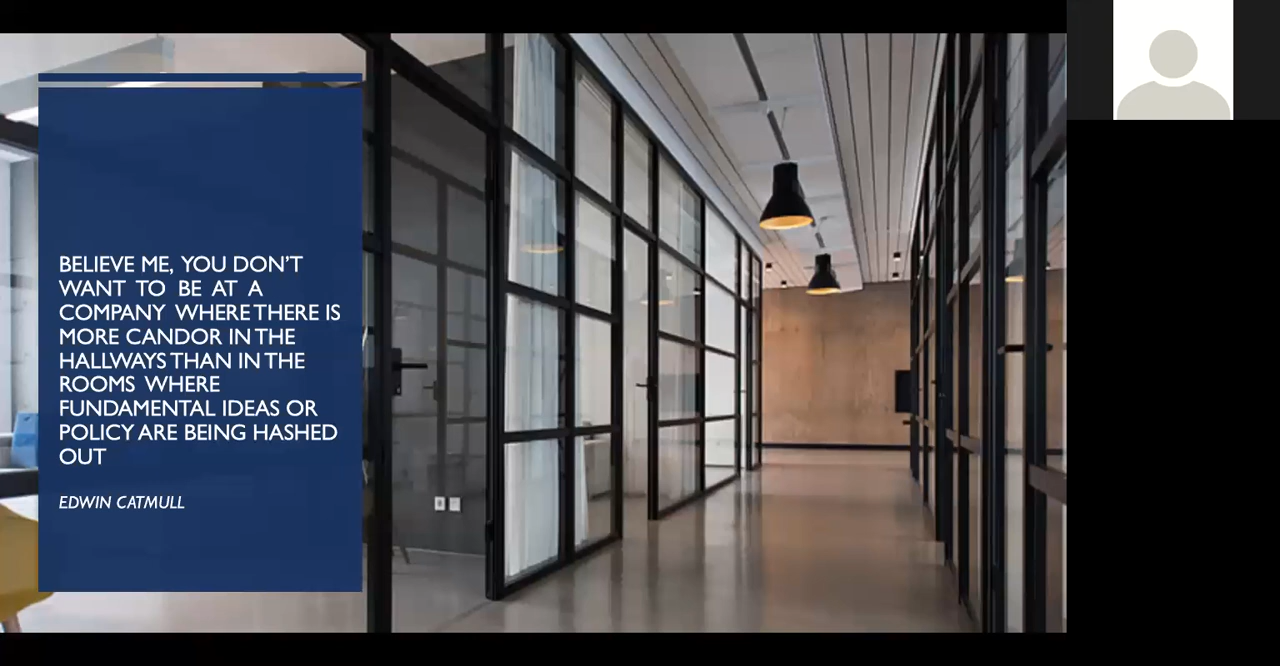 BELIEVE ME, YOU DON’T
WANT TO BE AT A
COMPANY WHERE THERE IS
MORE CANDOR IN THE
HALLWAYS THAN IN THE
ROOMS WHERE
FUNDAMENTAL IDEAS OR
POLICY ARE BEING HASHED
OUT
EDWIN CATMULL